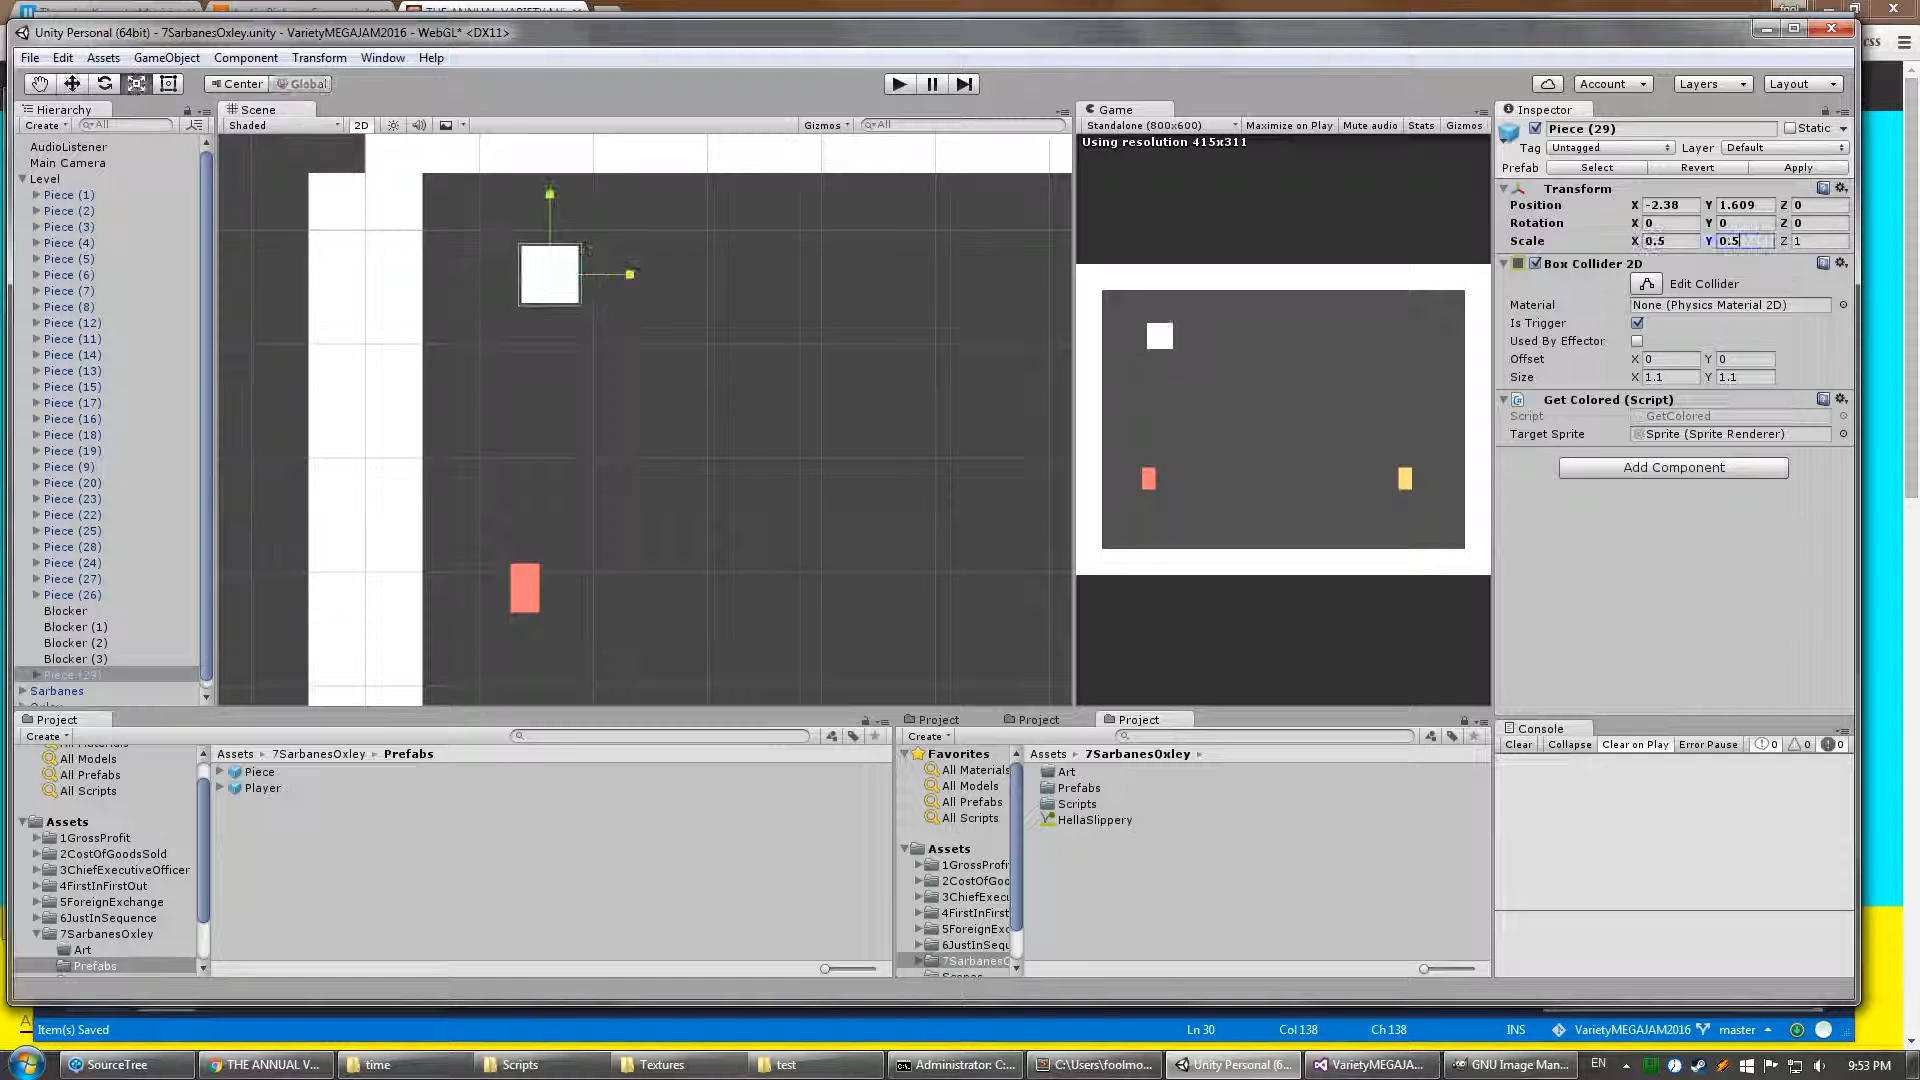 Unity Personal (64bit) - 7SarbanesOxley.unity - VarietyMEGAJAM2016 - WebGL* <DX11>
File Edit Assets GameObject Component Transform Window Help
Center Global Account Layers Layout
Hierarchy
Create All
AudioListener
Main Camera
Level
Piece (1)
Piece (2)
Piece (3)
Piece (4)
Piece (5)
Piece (6)
Piece (7)
Piece (8)
Piece (12)
Piece (11)
Piece (14)
Piece (13)
Piece (15)
Piece (17)
Piece (16)
Piece (18)
Piece (19)
Piece (9)
Piece (20)
Piece (23)
Piece (22)
Piece (25)
Piece (28)
Piece (24)
Piece (27)
Piece (26)
Blocker
Blocker (1)
Blocker (2)
Blocker (3)
Piece (29)
Sarbanes
Scene
Shaded 2D Gizmos All
Game
Standalone (800x600) Maximize on Play Mute audio Stats Gizmos
Using resolution 415x311
Inspector
Piece (29) Static
Tag Untagged Layer Default
Prefab Select Revert Apply
Transform
Position X -2.38 Y 1.609 Z 0
Rotation X 0 Y 0 Z 0
Scale X 0.5 Y 0.5 Z 1
Box Collider 2D
Edit Collider
Material None (Physics Material 2D)
Is Trigger
Used By Effector
Offset X 0 Y 0
Size X 1.1 Y 1.1
Get Colored (Script)
Script GetColored
Target Sprite Sprite (Sprite Renderer)
Add Component
Project
Create
All Models
All Prefabs
All Scripts
Assets
1GrossProfit
2CostOfGoodsSold
3ChiefExecutiveOfficer
4FirstInFirstOut
5ForeignExchange
6JustInSequence
7SarbanesOxley
Art
Prefabs
Assets 7SarbanesOxley Prefabs
Piece
Player
Project Project Project
Create
Favorites
All Materials
All Models
All Prefabs
All Scripts
Assets
1GrossProfi
2CostOfGoo
3ChiefExecu
4FirstInFirst
5ForeignExc
6JustInSequ
7SarbanesO
Assets 7SarbanesOxley
Art
Prefabs
Scripts
HellaSlippery
Console
Clear Collapse Clear on Play Error Pause 0 0 0
Item(s) Saved Ln 30 Col 138 Ch 138 INS VarietyMEGAJAM2016 master
SourceTree THE ANNUAL V... time Scripts Textures test Administrator: C:... C:\Users\foolmo... Unity Personal (6... VarietyMEGAJA... GNU Image Man... EN 9:53 PM